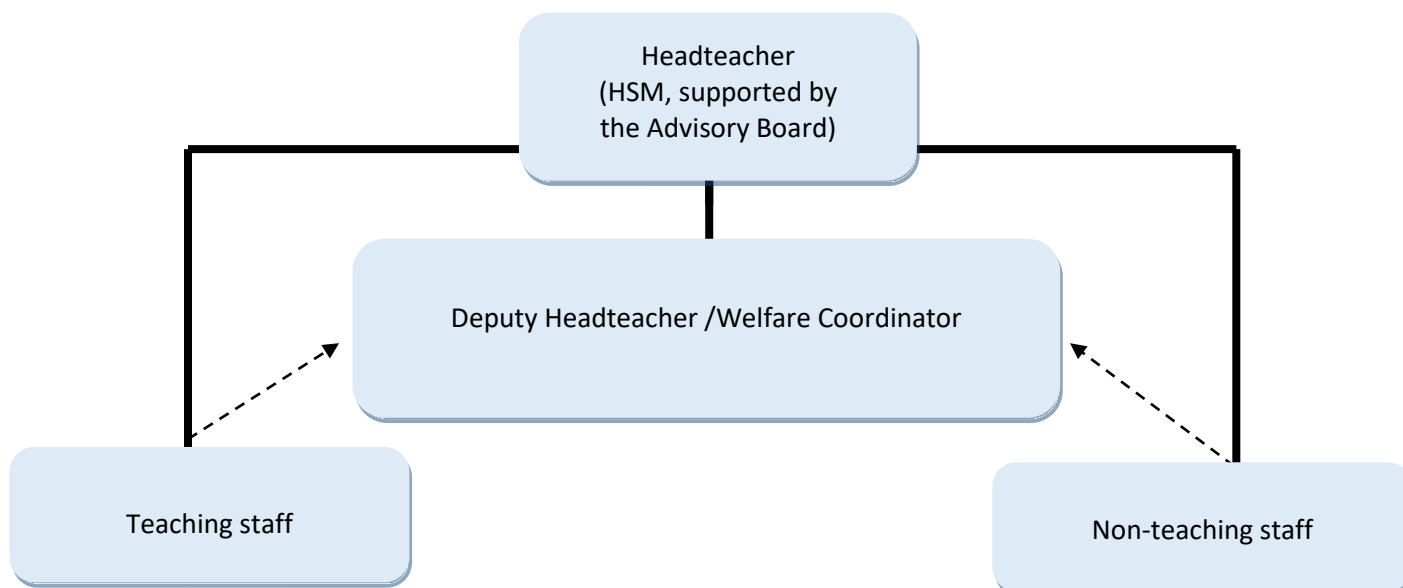 Headteacher
(HSM, supported by
the Advisory Board)
Deputy Headteacher /Welfare Coordinator
Teaching staff
Non-teaching staff